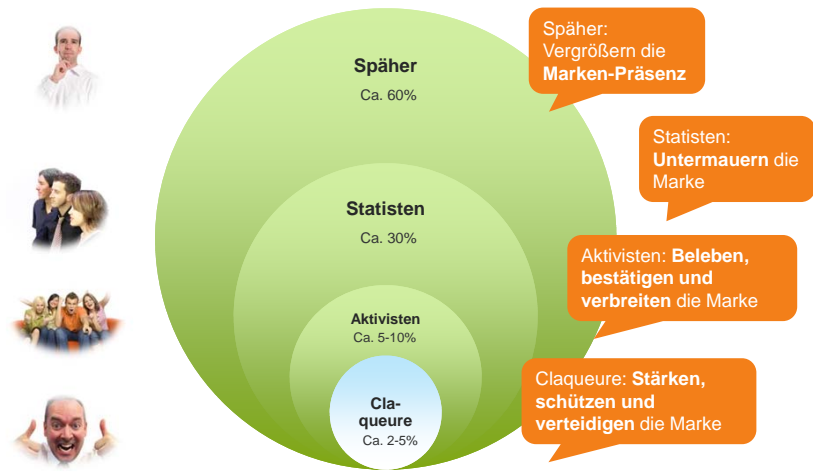 Späher
Ca. 60%
Statisten
Ca. 30%
Aktivisten
Ca. 5-10%
Cla-
queure
Ca. 2-5%
Späher:
Vergrößern die
Marken-Präsenz
Statisten:
Untermauern die
Marke
Aktivisten: Beleben,
bestätigen und
verbreiten die Marke
Claqueure: Stärken,
schützen und
verteidigen die Marke